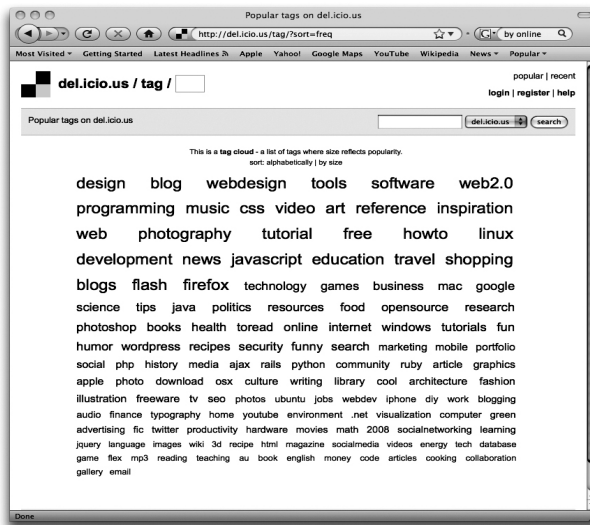 Popular tags on del.icio.us
http://del.icio.us/tag/?sort=freq
by online
Most Visited Getting Started Latest Headlines Apple Yahoo! Google Maps YouTube Wikipedia News Popular
del.icio.us / tag /
popular | recent
login | register | help
Popular tags on del.icio.us
del.icio.us search
This is a tag cloud - a list of tags where size reflects popularity.
sort: alphabetically | by size
design blog webdesign tools software web2.0
programming music css video art reference inspiration
web photography tutorial free howto linux
development news javascript education travel shopping
blogs flash firefox technology games business mac google
science tips java politics resources food opensource research
photoshop books health toread online internet windows tutorials fun
humor wordpress recipes security funny search marketing mobile portfolio
social php history media ajax rails python community ruby article graphics
apple photo download osx culture writing library cool architecture fashion
illustration freeware tv seo photos ubuntu jobs webdev iphone diy work blogging
audio finance typography home youtube environment .net visualization computer green
advertising fic twitter productivity hardware movies math 2008 socialnetworking learning
jquery language images wiki 3d recipe html magazine socialmedia videos energy tech database
game flex mp3 reading teaching au book english money code articles cooking collaboration
gallery email
Done